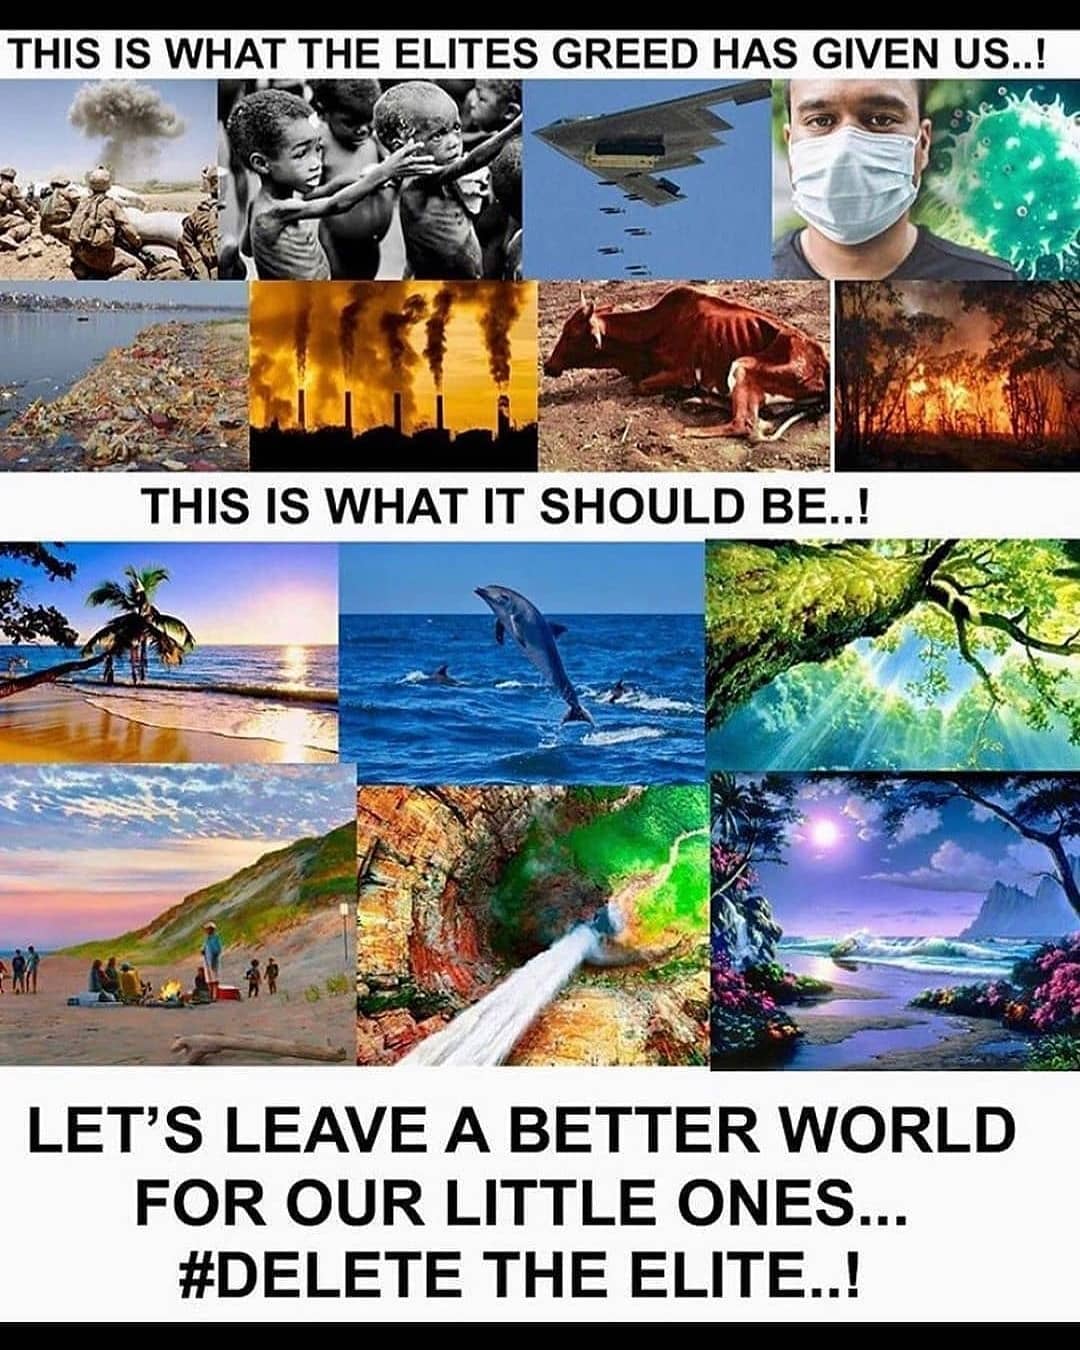 THIS IS WHAT THE ELITES GREED HAS GIVEN US..!
THIS IS WHAT IT SHOULD BE..!
LET'S LEAVE A BETTER WORLD
FOR OUR LITTLE ONES...
#DELETE THE ELITE..!